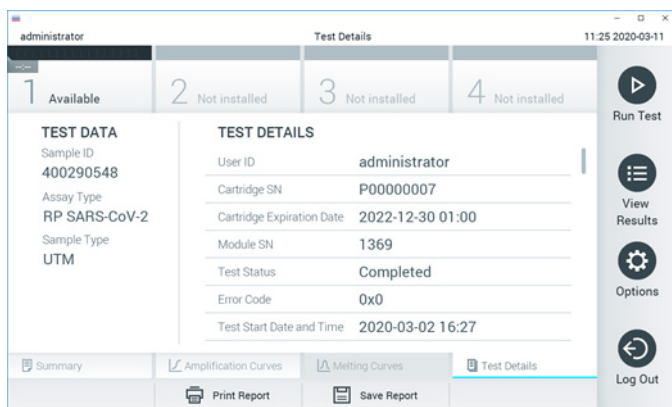 administrator
Test Details
11:25 2020-03-11
--:--
1 Available
2 Not installed
3 Not installed
4 Not installed
Run Test
View
Results
Options
Log Out
TEST DATA
Sample ID
400290548
Assay Type
RP SARS-CoV-2
Sample Type
UTM
TEST DETAILS
User ID administrator
Cartridge SN P00000007
Cartridge Expiration Date 2022-12-30 01:00
Module SN 1369
Test Status Completed
Error Code 0x0
Test Start Date and Time 2020-03-02 16:27
Summary
Amplification Curves
Melting Curves
Test Details
Print Report
Save Report